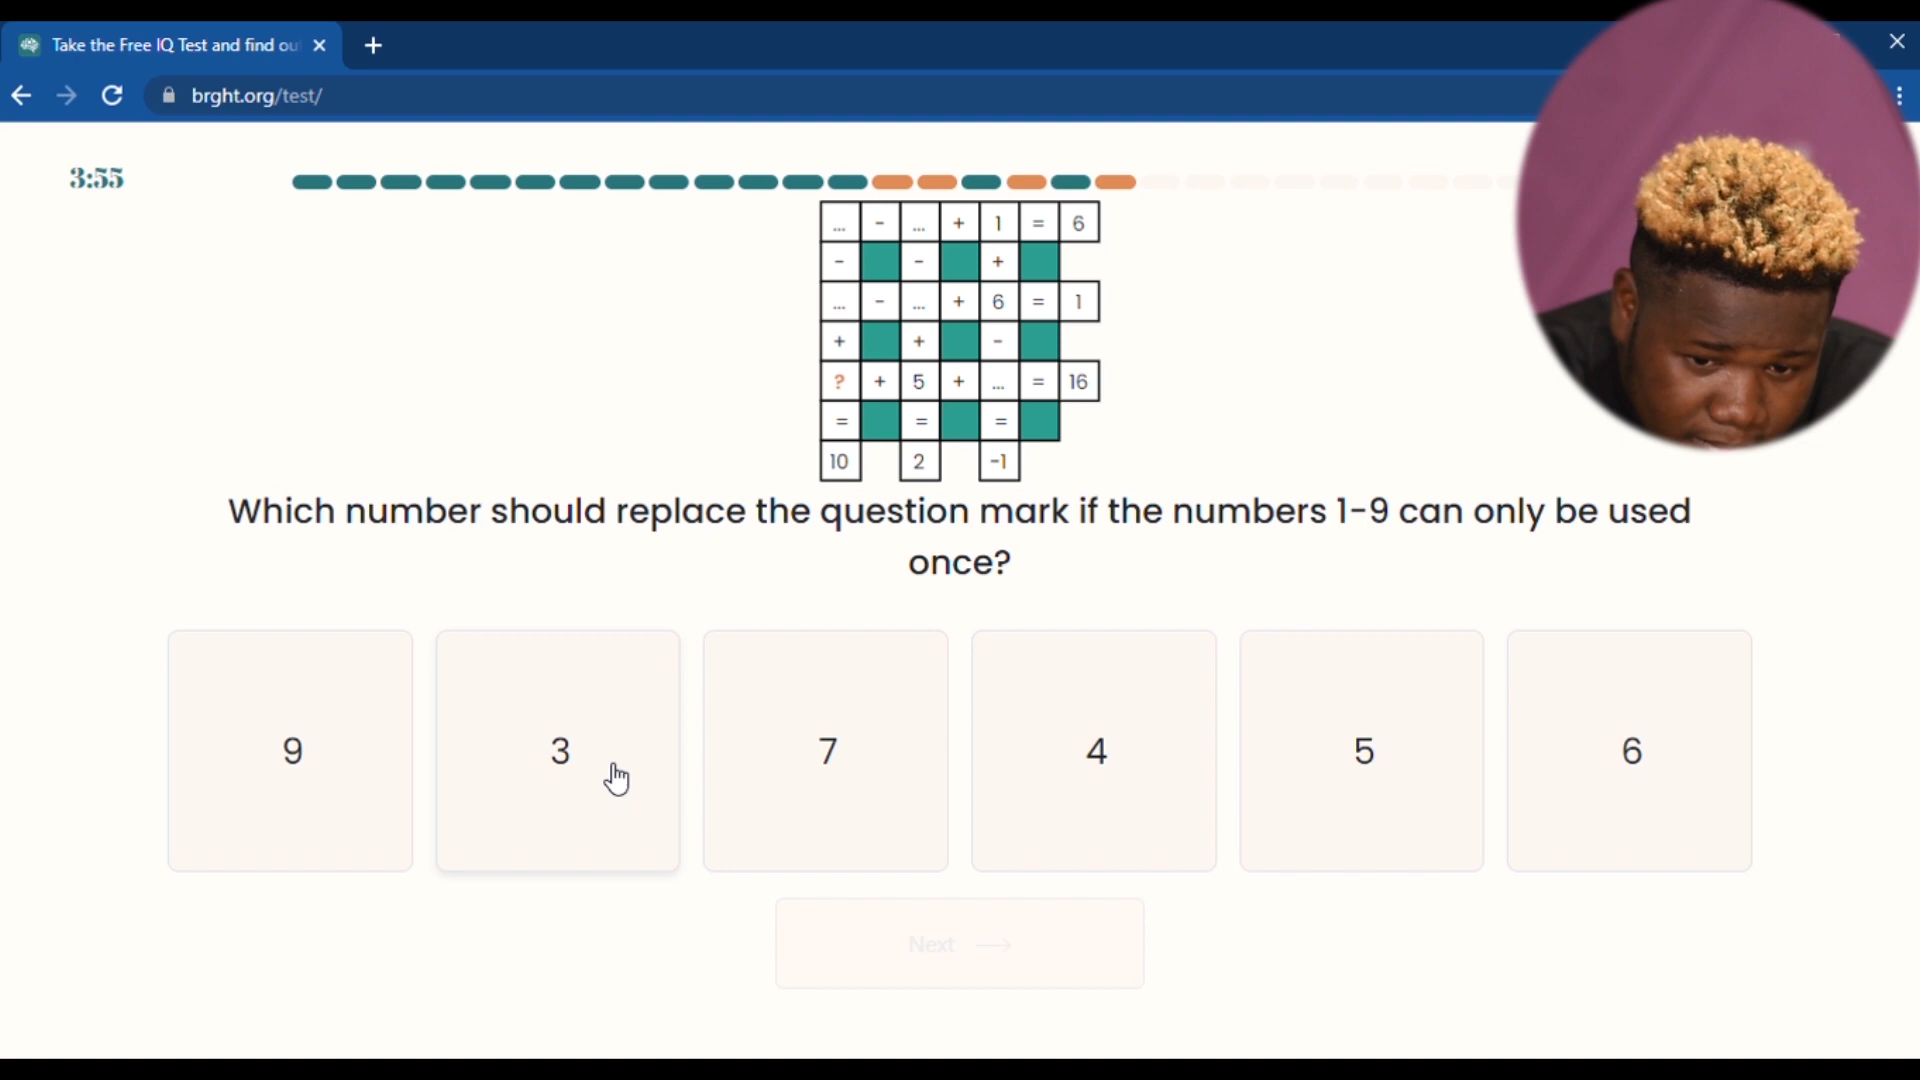 Take the Free IQ Test and find ou
brght.org/test/
3:55
... - ... + 1 = 6
- - +
... - ... + 6 = 1
+ + -
? + 5 + ... = 16
= = =
10 2 -1
Which number should replace the question mark if the numbers 1-9 can only be used
once?
9 3 7 4 5 6
Next